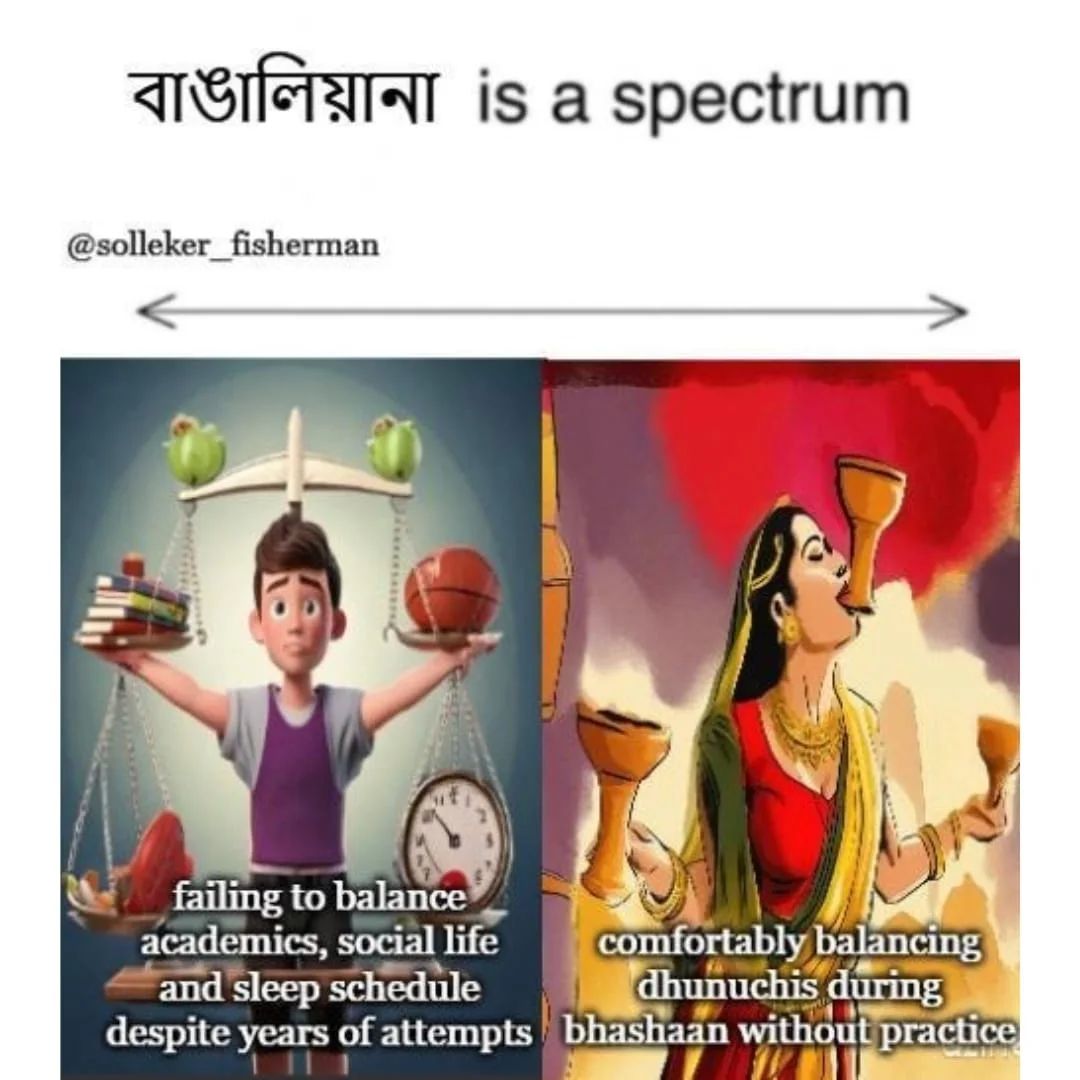 বাঙালিয়ানা is a spectrum
@solleker_fisherman
failing to balance
academics, social life
and sleep schedule
despite years of attempts
comfortably balancing
dhunuchis during
bhashaan without practice